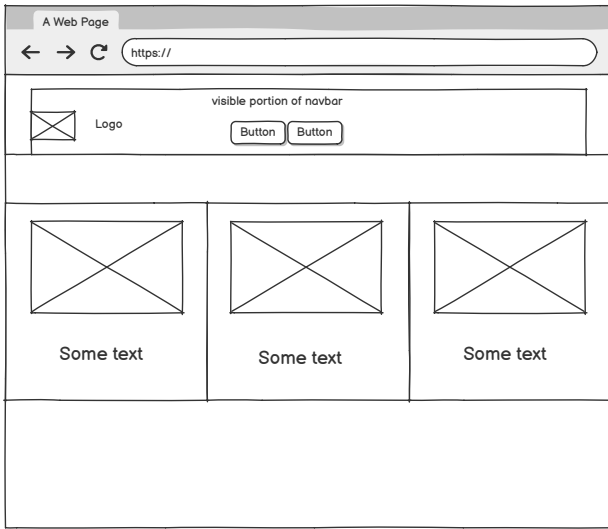 A Web Page
https://
visible portion of navbar
Logo
Button Button
Some text
Some text
Some text